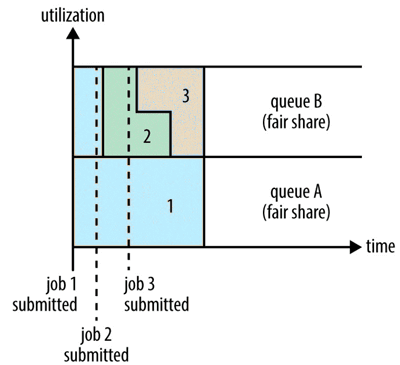 utilization
3
queue B
(fair share)
2
1
queue A
(fair share)
time
job 1
submitted
job 3
submitted
job 2
submitted